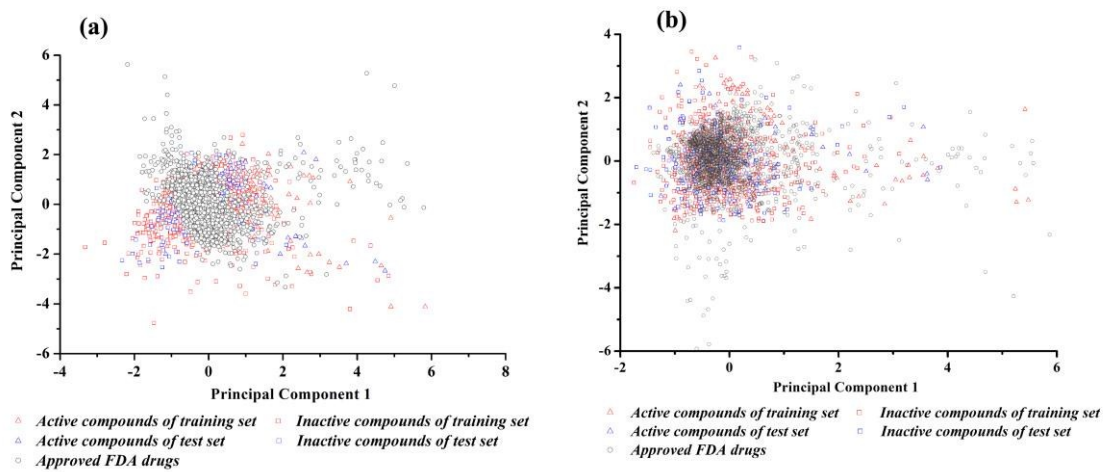 (a)
6
4
2
0
-2
-4
-6
-4 -2 0 2 4 6 8
Principal Component 2
Principal Component 1
Active compounds of training set Inactive compounds of training set
Active compounds of test set Inactive compounds of test set
Approved FDA drugs
(b)
4
2
0
-2
-4
-6
-2 0 2 4 6
Principal Component 2
Principal Component 1
Active compounds of training set Inactive compounds of training set
Active compounds of test set Inactive compounds of test set
Approved FDA drugs